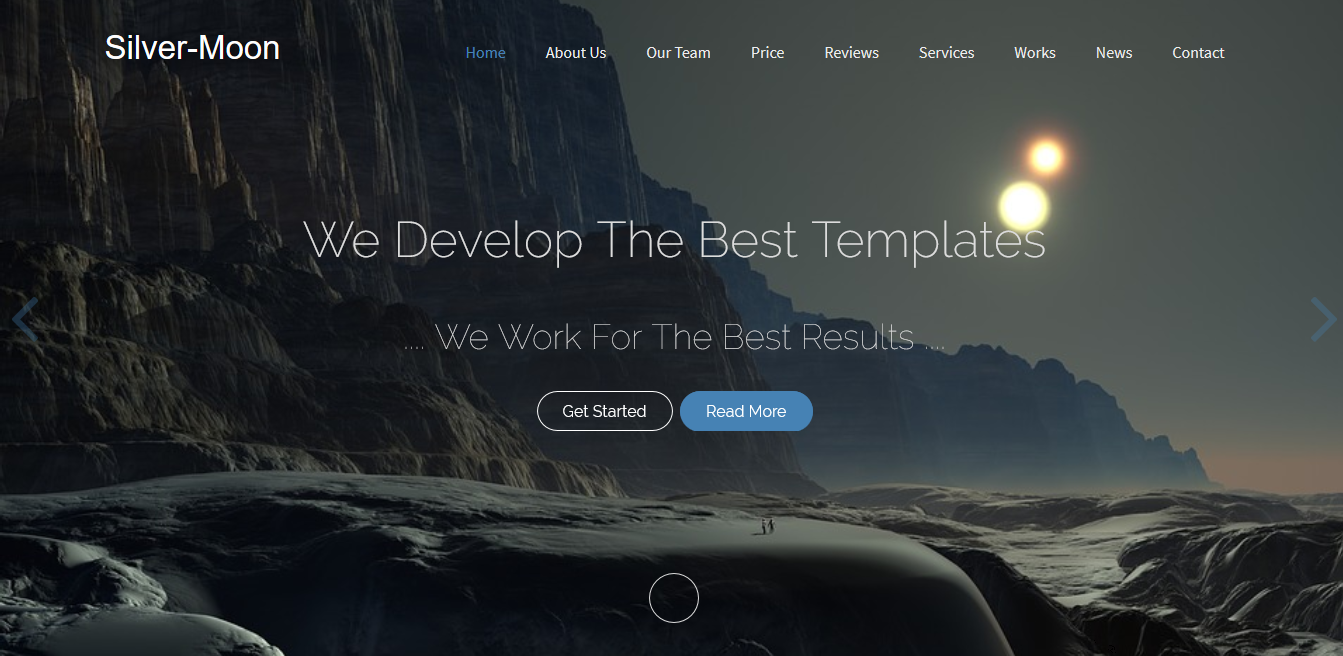 Silver-Moon
Home About Us Our Team Price Reviews Services Works News Contact
We Develop The Best Templates
.... We Work For The Best Results ....
Get Started Read More